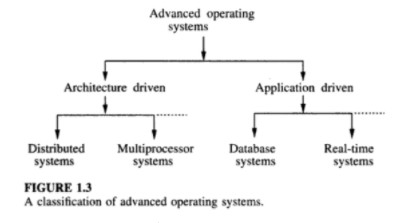 Advanced operating
systems
Architecture driven
Application driven
Distributed
systems
Multiprocessor
systems
Database
systems
Real-time
systems
FIGURE 1.3
A classification of advanced operating systems.